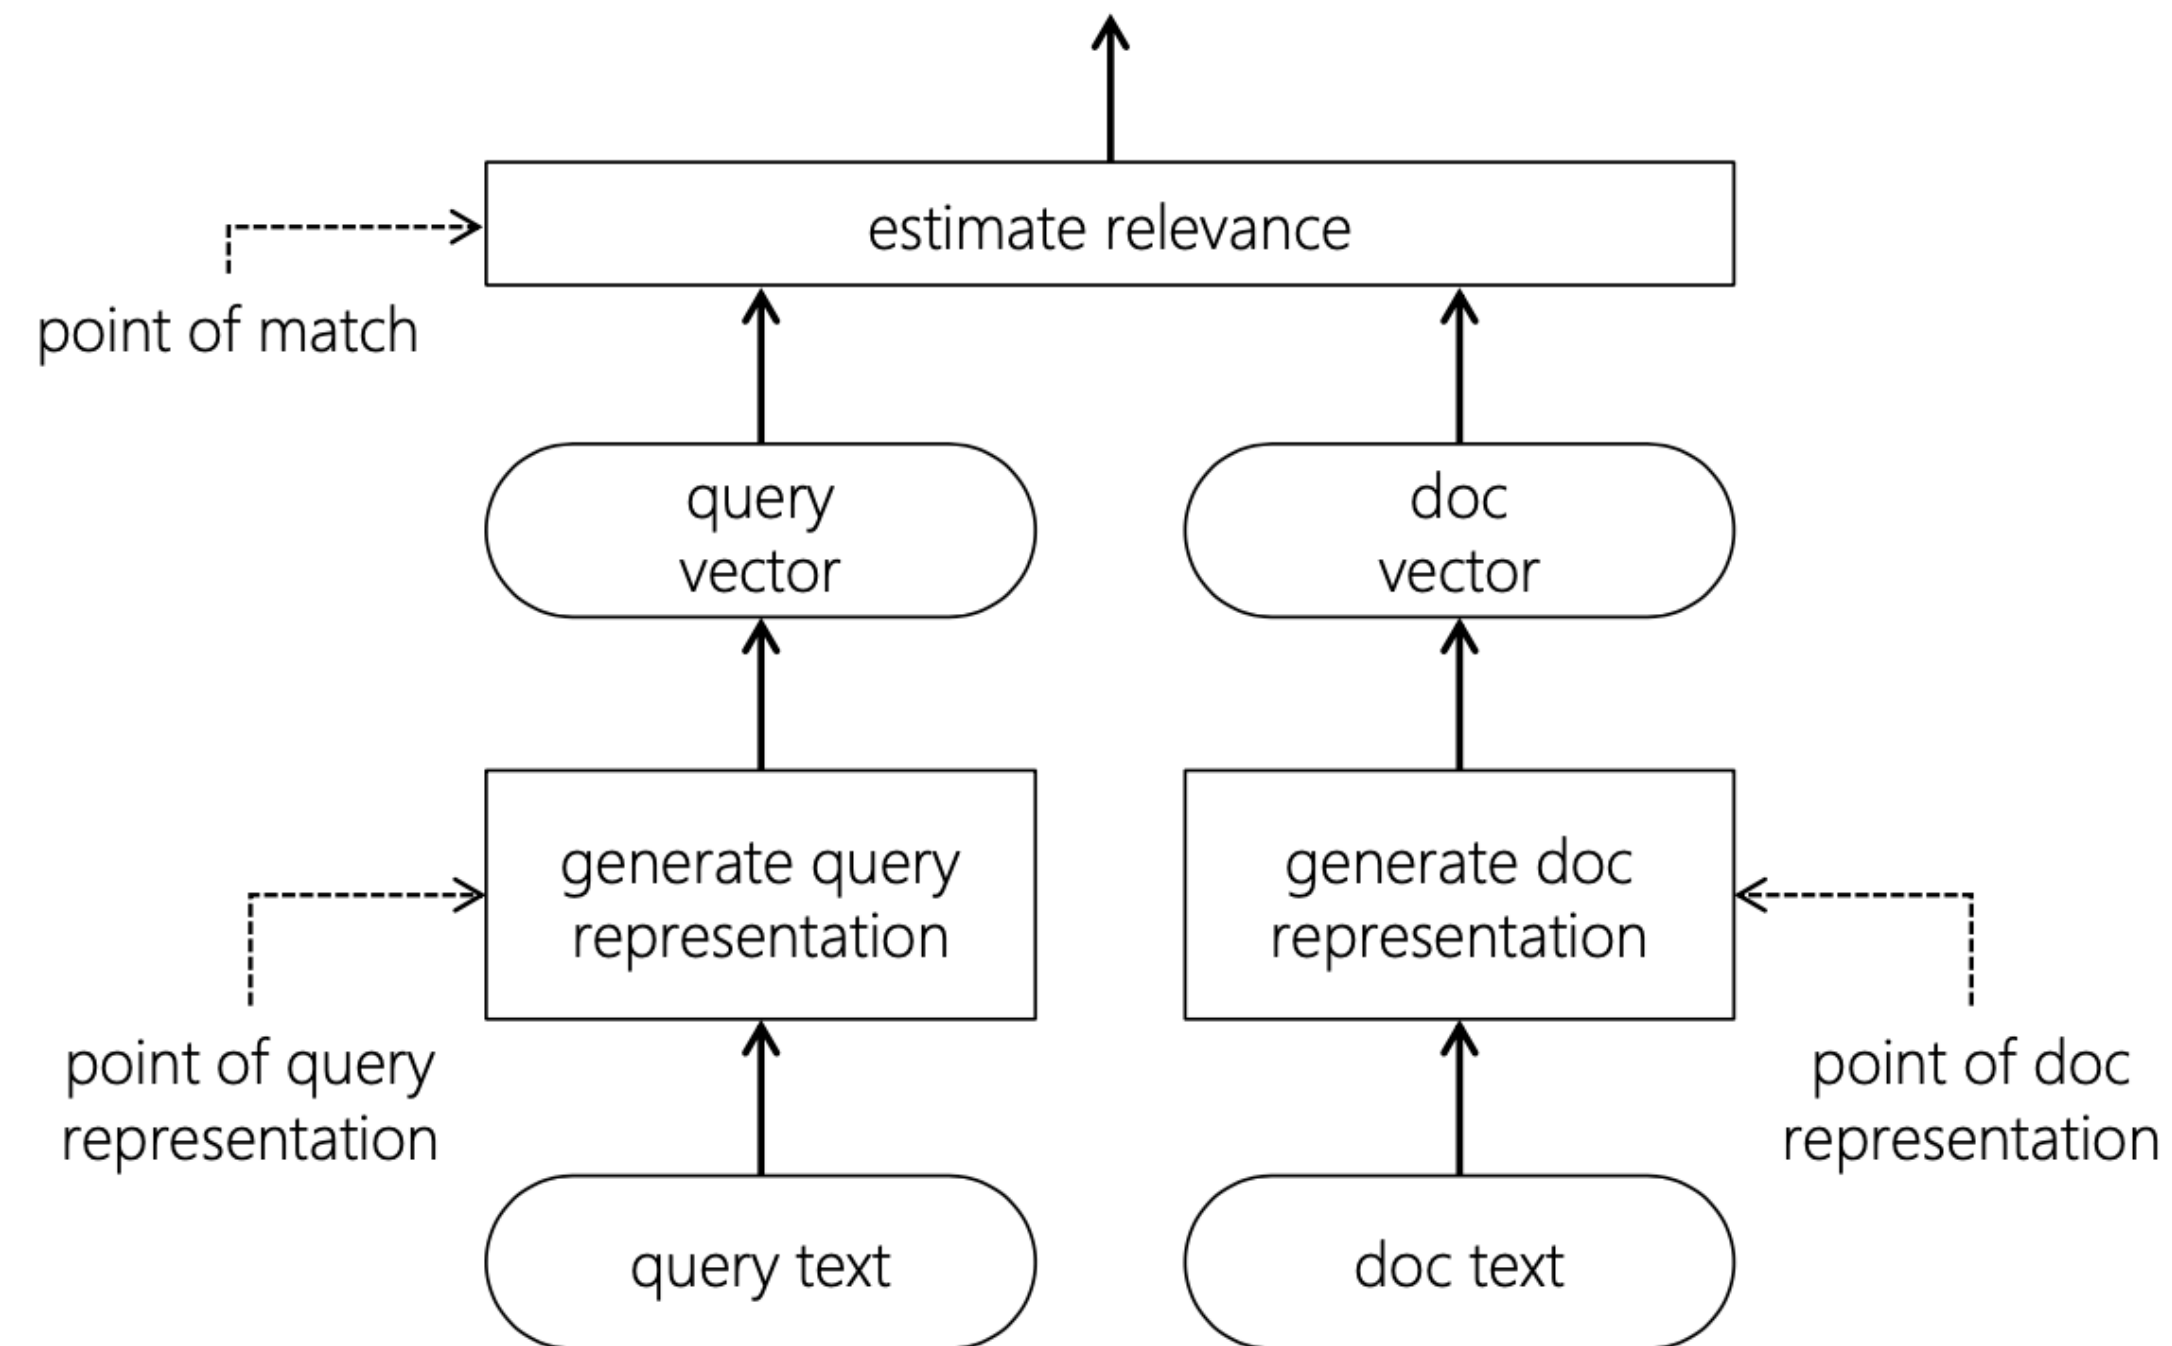 estimate relevance
point of match
query
vector
doc
vector
generate query
representation
generate doc
representation
point of query
representation
point of doc
representation
query text
doc text